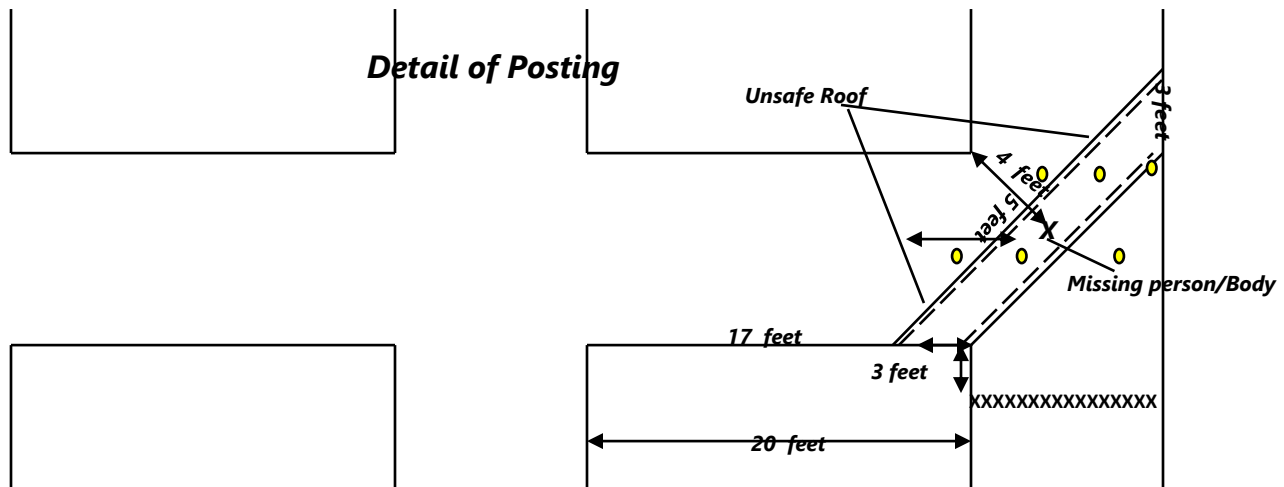 Detail of Posting
Unsafe Roof
3 feet
4 feet
5 feet
X
Missing person/Body
17 feet
3 feet
XXXXXXXXXXXXXXXX
20 feet